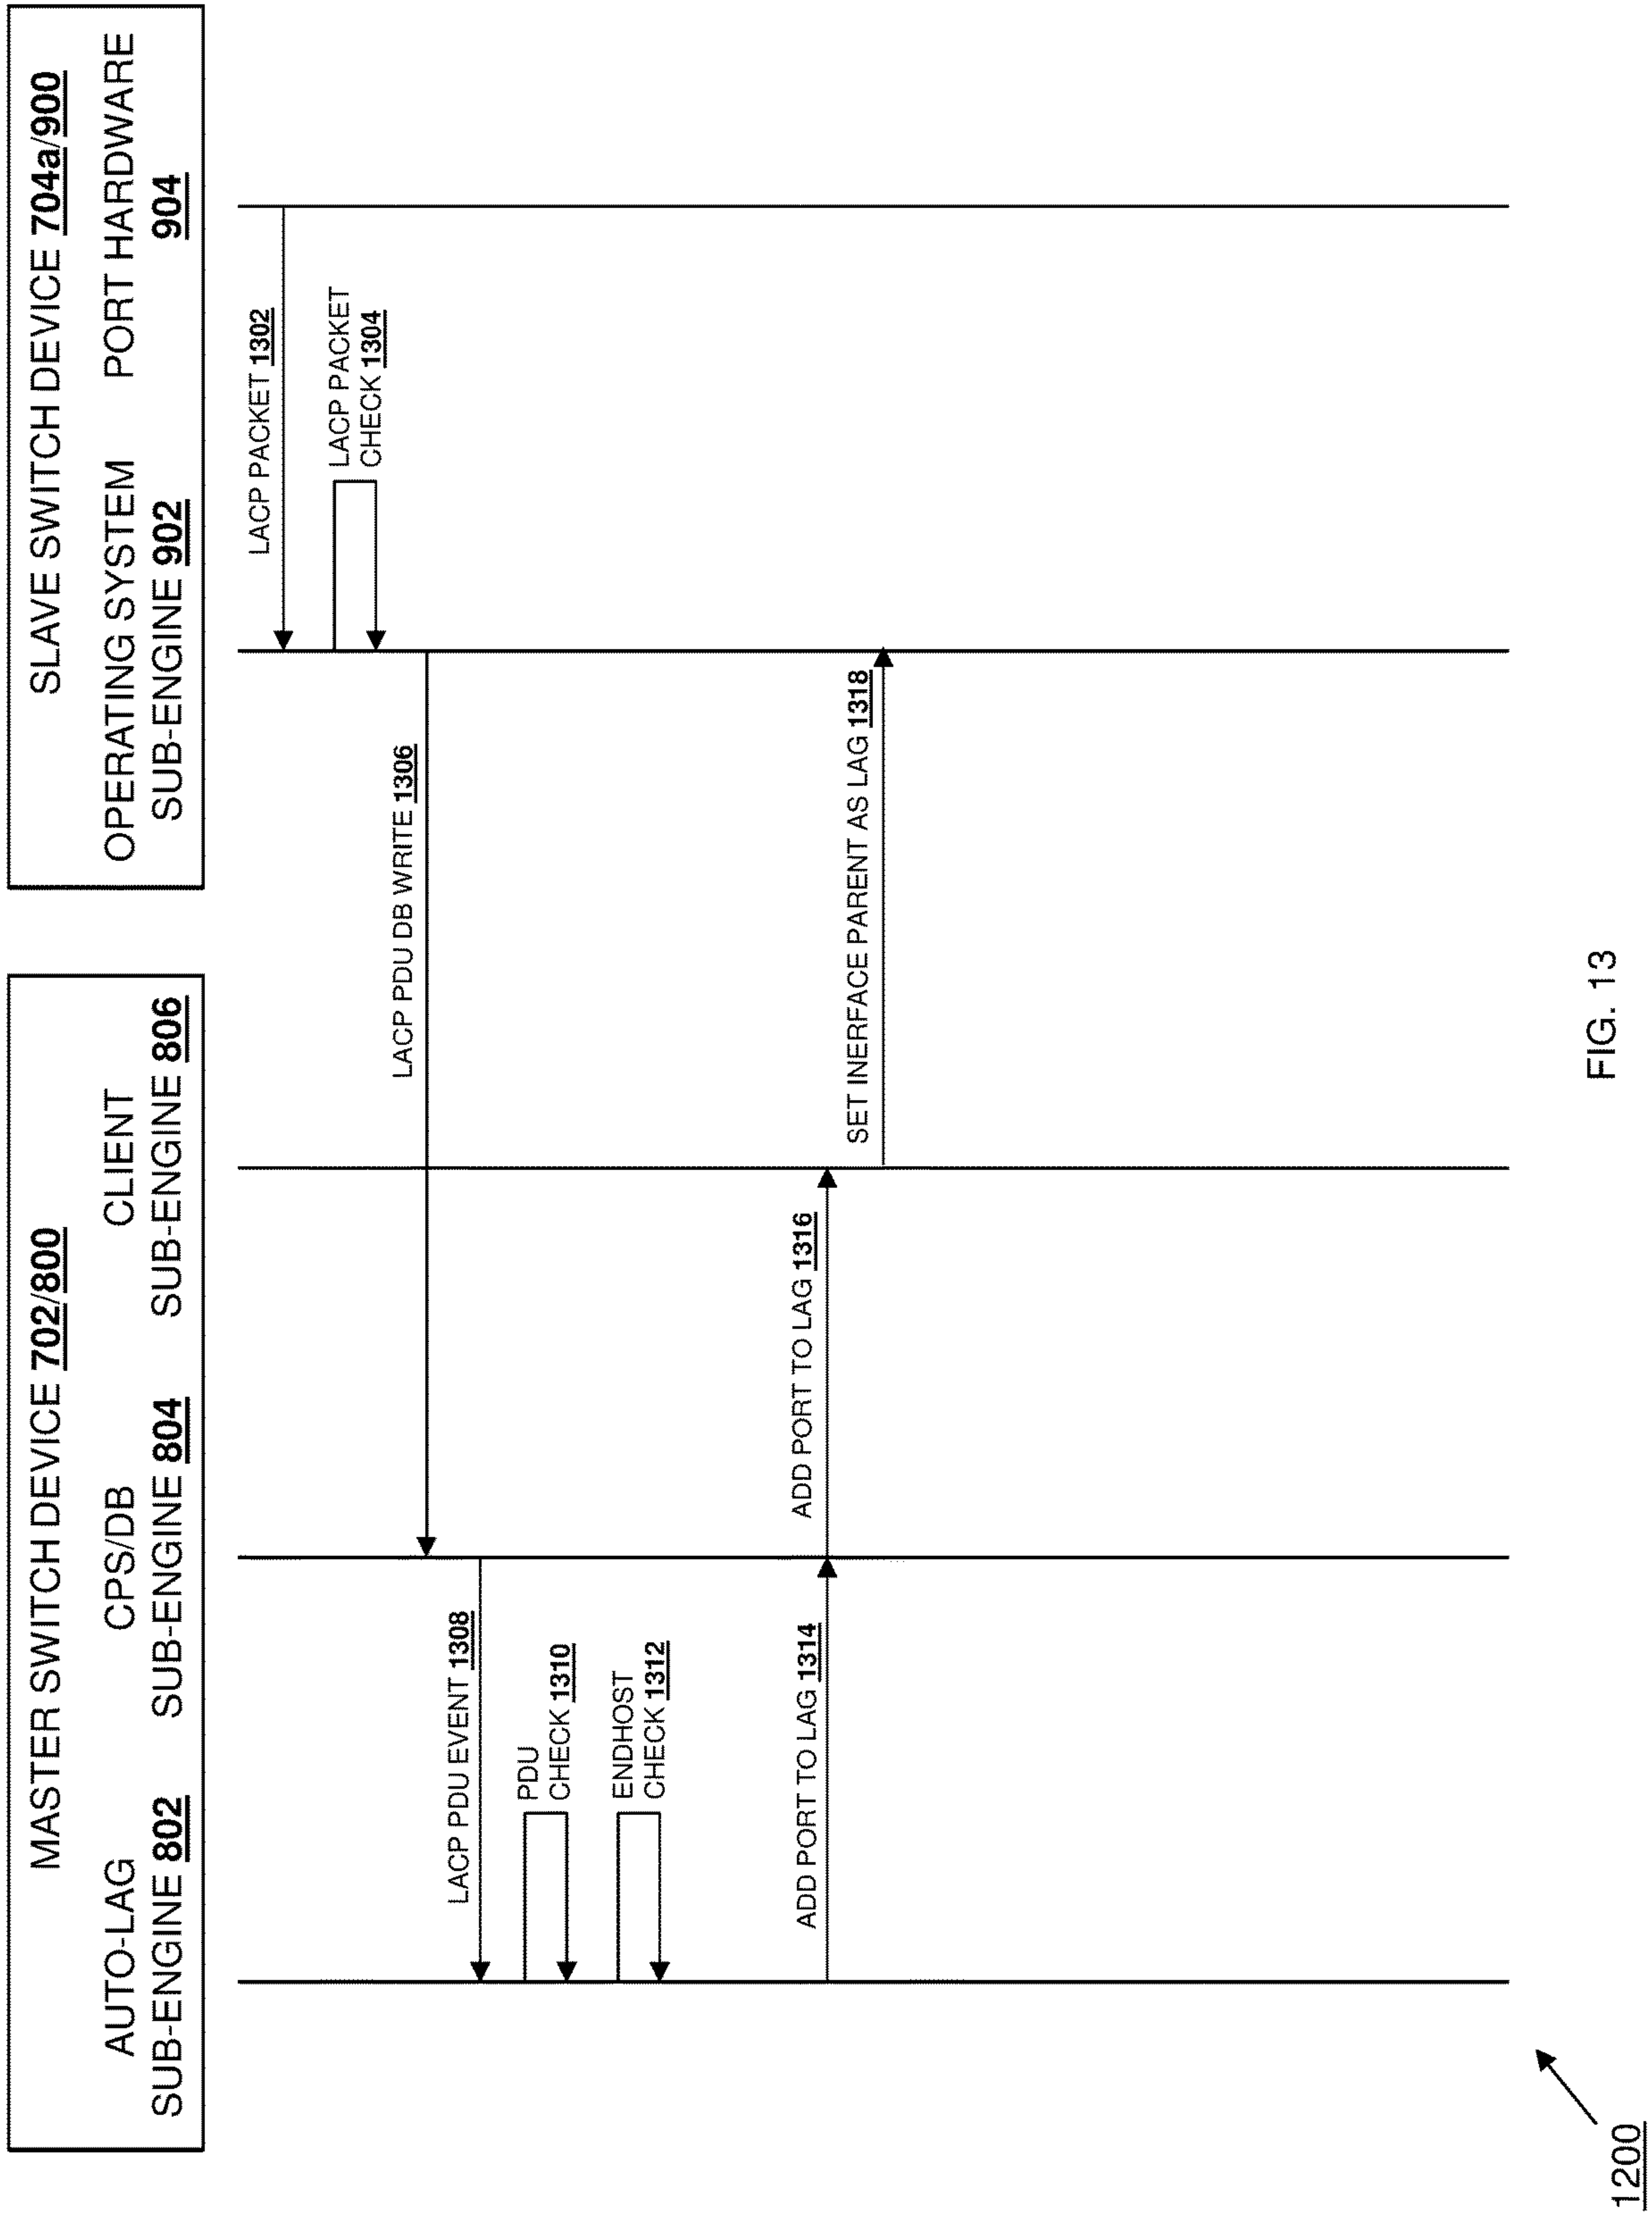 MASTER SWITCH DEVICE 702/800
AUTO-LAG
SUB-ENGINE 802
CPS/DB
SUB-ENGINE 804
CLIENT
SUB-ENGINE 806
SLAVE SWITCH DEVICE 704a/900
OPERATING SYSTEM
SUB-ENGINE 902
PORT HARDWARE
904
LACP PACKET 1302
LACP PACKET
CHECK 1304
LACP PDU DB WRITE 1306
LACP PDU EVENT 1308
PDU
CHECK 1310
ENDHOST
CHECK 1312
ADD PORT TO LAG 1314
ADD PORT TO LAG 1316
SET INERFACE PARENT AS LAG 1318
1200
FIG. 13